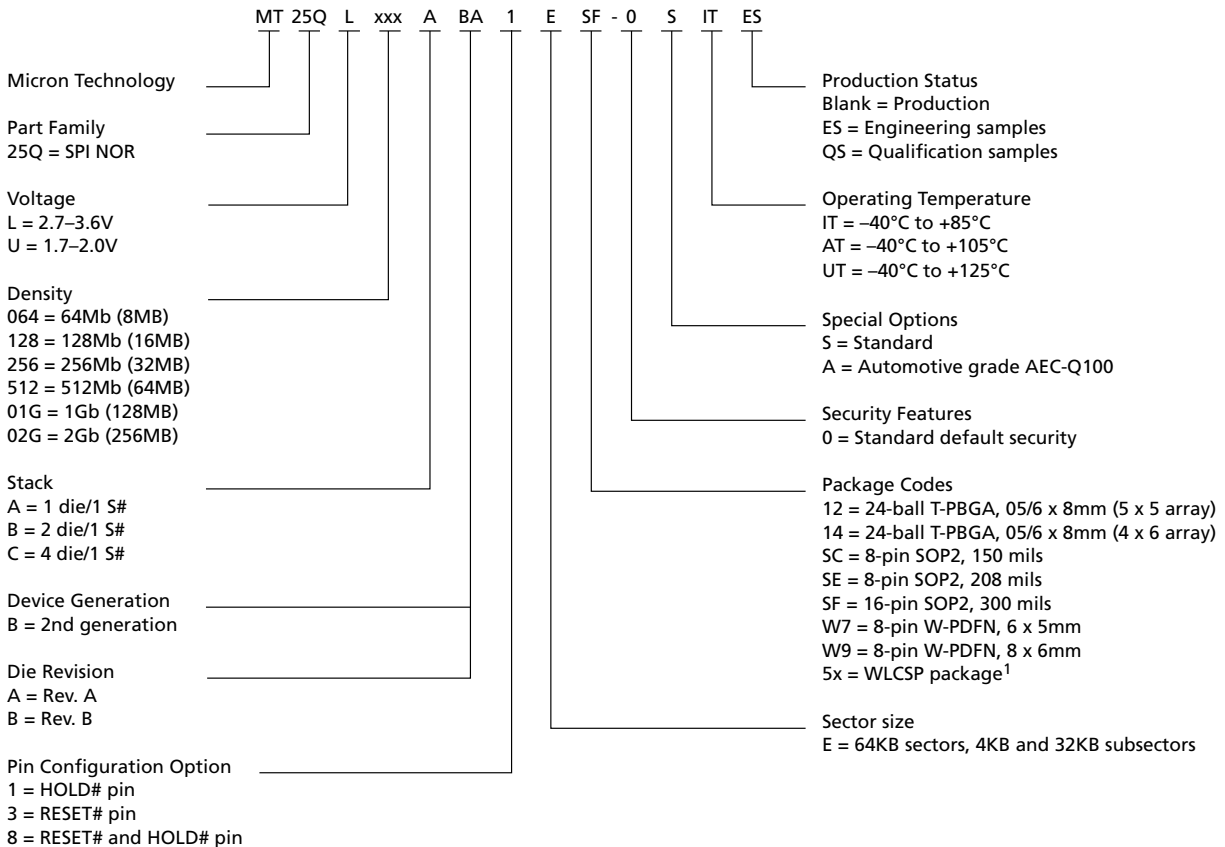 MT 25Q L xxx A BA 1 E SF - 0 S IT ES
Micron Technology
Part Family
25Q = SPI NOR
Voltage
L = 2.7–3.6V
U = 1.7–2.0V
Density
064 = 64Mb (8MB)
128 = 128Mb (16MB)
256 = 256Mb (32MB)
512 = 512Mb (64MB)
01G = 1Gb (128MB)
02G = 2Gb (256MB)
Stack
A = 1 die/1 S#
B = 2 die/1 S#
C = 4 die/1 S#
Device Generation
B = 2nd generation
Die Revision
A = Rev. A
B = Rev. B
Pin Configuration Option
1 = HOLD# pin
3 = RESET# pin
8 = RESET# and HOLD# pin
Production Status
Blank = Production
ES = Engineering samples
QS = Qualification samples
Operating Temperature
IT = –40°C to +85°C
AT = –40°C to +105°C
UT = –40°C to +125°C
Special Options
S = Standard
A = Automotive grade AEC-Q100
Security Features
0 = Standard default security
Package Codes
12 = 24-ball T-PBGA, 05/6 x 8mm (5 x 5 array)
14 = 24-ball T-PBGA, 05/6 x 8mm (4 x 6 array)
SC = 8-pin SOP2, 150 mils
SE = 8-pin SOP2, 208 mils
SF = 16-pin SOP2, 300 mils
W7 = 8-pin W-PDFN, 6 x 5mm
W9 = 8-pin W-PDFN, 8 x 6mm
5x = WLCSP package1
Sector size
E = 64KB sectors, 4KB and 32KB subsectors